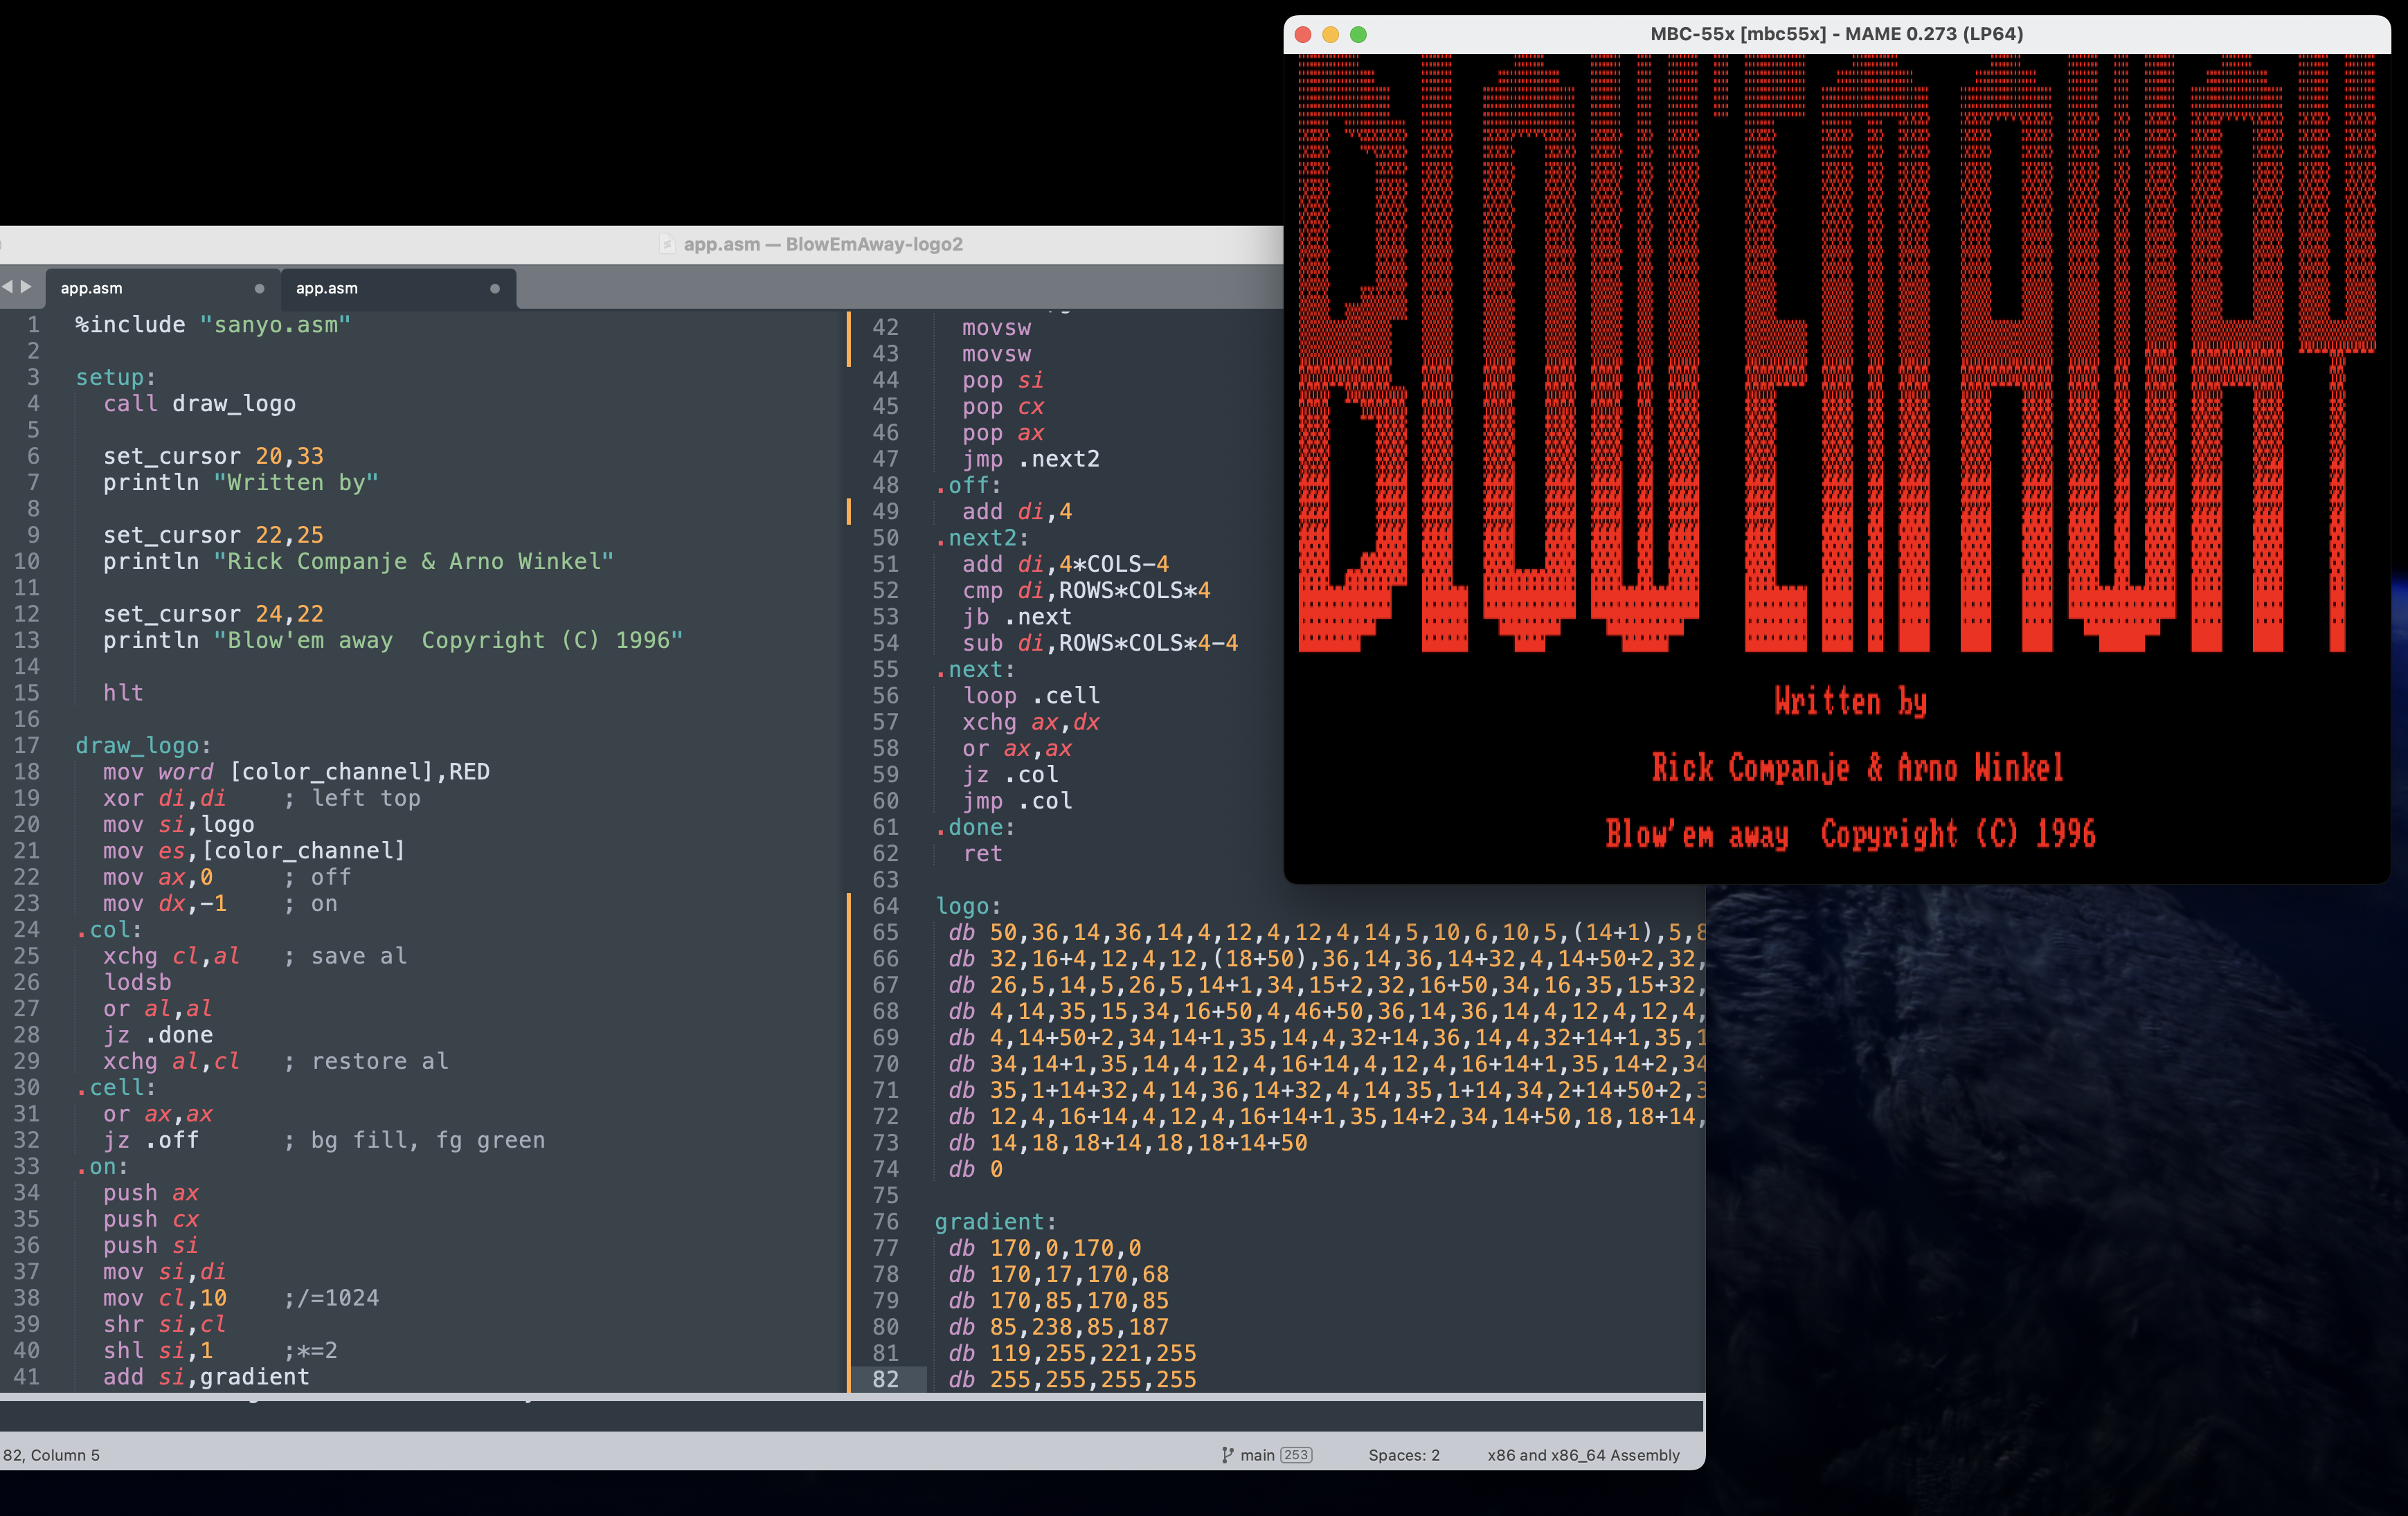 MBC-55x [mbc55x] - MAME 0.273 (LP64)
BLOW'EM AWAY
Written by
Rick Companje & Arno Winkel
Blow'em away  Copyright (C) 1996
app.asm — BlowEmAway-logo2
app.asm
app.asm
1 %include "sanyo.asm"
2
3 setup:
4   call draw_logo
5
6   set_cursor 20,33
7   println "Written by"
8
9   set_cursor 22,25
10   println "Rick Companje & Arno Winkel"
11
12   set_cursor 24,22
13   println "Blow'em away  Copyright (C) 1996"
14
15   hlt
16
17 draw_logo:
18   mov word [color_channel],RED
19   xor di,di    ; left top
20   mov si,logo
21   mov es,[color_channel]
22   mov ax,0     ; off
23   mov dx,-1    ; on
24 .col:
25   xchg cl,al   ; save al
26   lodsb
27   or al,al
28   jz .done
29   xchg al,cl   ; restore al
30 .cell:
31   or ax,ax
32   jz .off      ; bg fill, fg green
33 .on:
34   push ax
35   push cx
36   push si
37   mov si,di
38   mov cl,10    ;/=1024
39   shr si,cl
40   shl si,1     ;*=2
41   add si,gradient
42   movsw
43   movsw
44   pop si
45   pop cx
46   pop ax
47   jmp .next2
48 .off:
49   add di,4
50 .next2:
51   add di,4*COLS-4
52   cmp di,ROWS*COLS*4
53   jb .next
54   sub di,ROWS*COLS*4-4
55 .next:
56   loop .cell
57   xchg ax,dx
58   or ax,ax
59   jz .col
60   jmp .col
61 .done:
62   ret
63
64 logo:
65  db 50,36,14,36,14,4,12,4,12,4,14,5,10,6,10,5,(14+1),5,8
66  db 32,16+4,12,4,12,(18+50),36,14,36,14+32,4,14+50+2,32,
67  db 26,5,14,5,26,5,14+1,34,15+2,32,16+50,34,16,35,15+32,
68  db 4,14,35,15,34,16+50,4,46+50,36,14,36,14,4,12,4,12,4,
69  db 4,14+50+2,34,14+1,35,14,4,32+14,36,14,4,32+14+1,35,1
70  db 34,14+1,35,14,4,12,4,16+14,4,12,4,16+14+1,35,14+2,34
71  db 35,1+14+32,4,14,36,14+32,4,14,35,1+14,34,2+14+50+2,3
72  db 12,4,16+14,4,12,4,16+14+1,35,14+2,34,14+50,18,18+14,
73  db 14,18,18+14,18,18+14+50
74  db 0
75
76 gradient:
77  db 170,0,170,0
78  db 170,17,170,68
79  db 170,85,170,85
80  db 85,238,85,187
81  db 119,255,221,255
82  db 255,255,255,255
82, Column 5
main 253
Spaces: 2
x86 and x86_64 Assembly